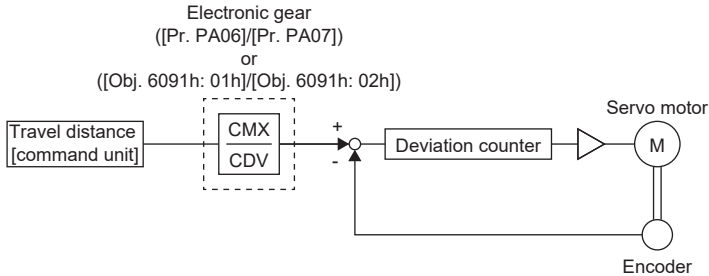 Electronic gear
([Pr. PA06]/[Pr. PA07])
or
([Obj. 6091h: 01h]/[Obj. 6091h: 02h])
Servo motor
Travel distance
[command unit]
CMX
CDV
+
-
Deviation counter
M
Encoder